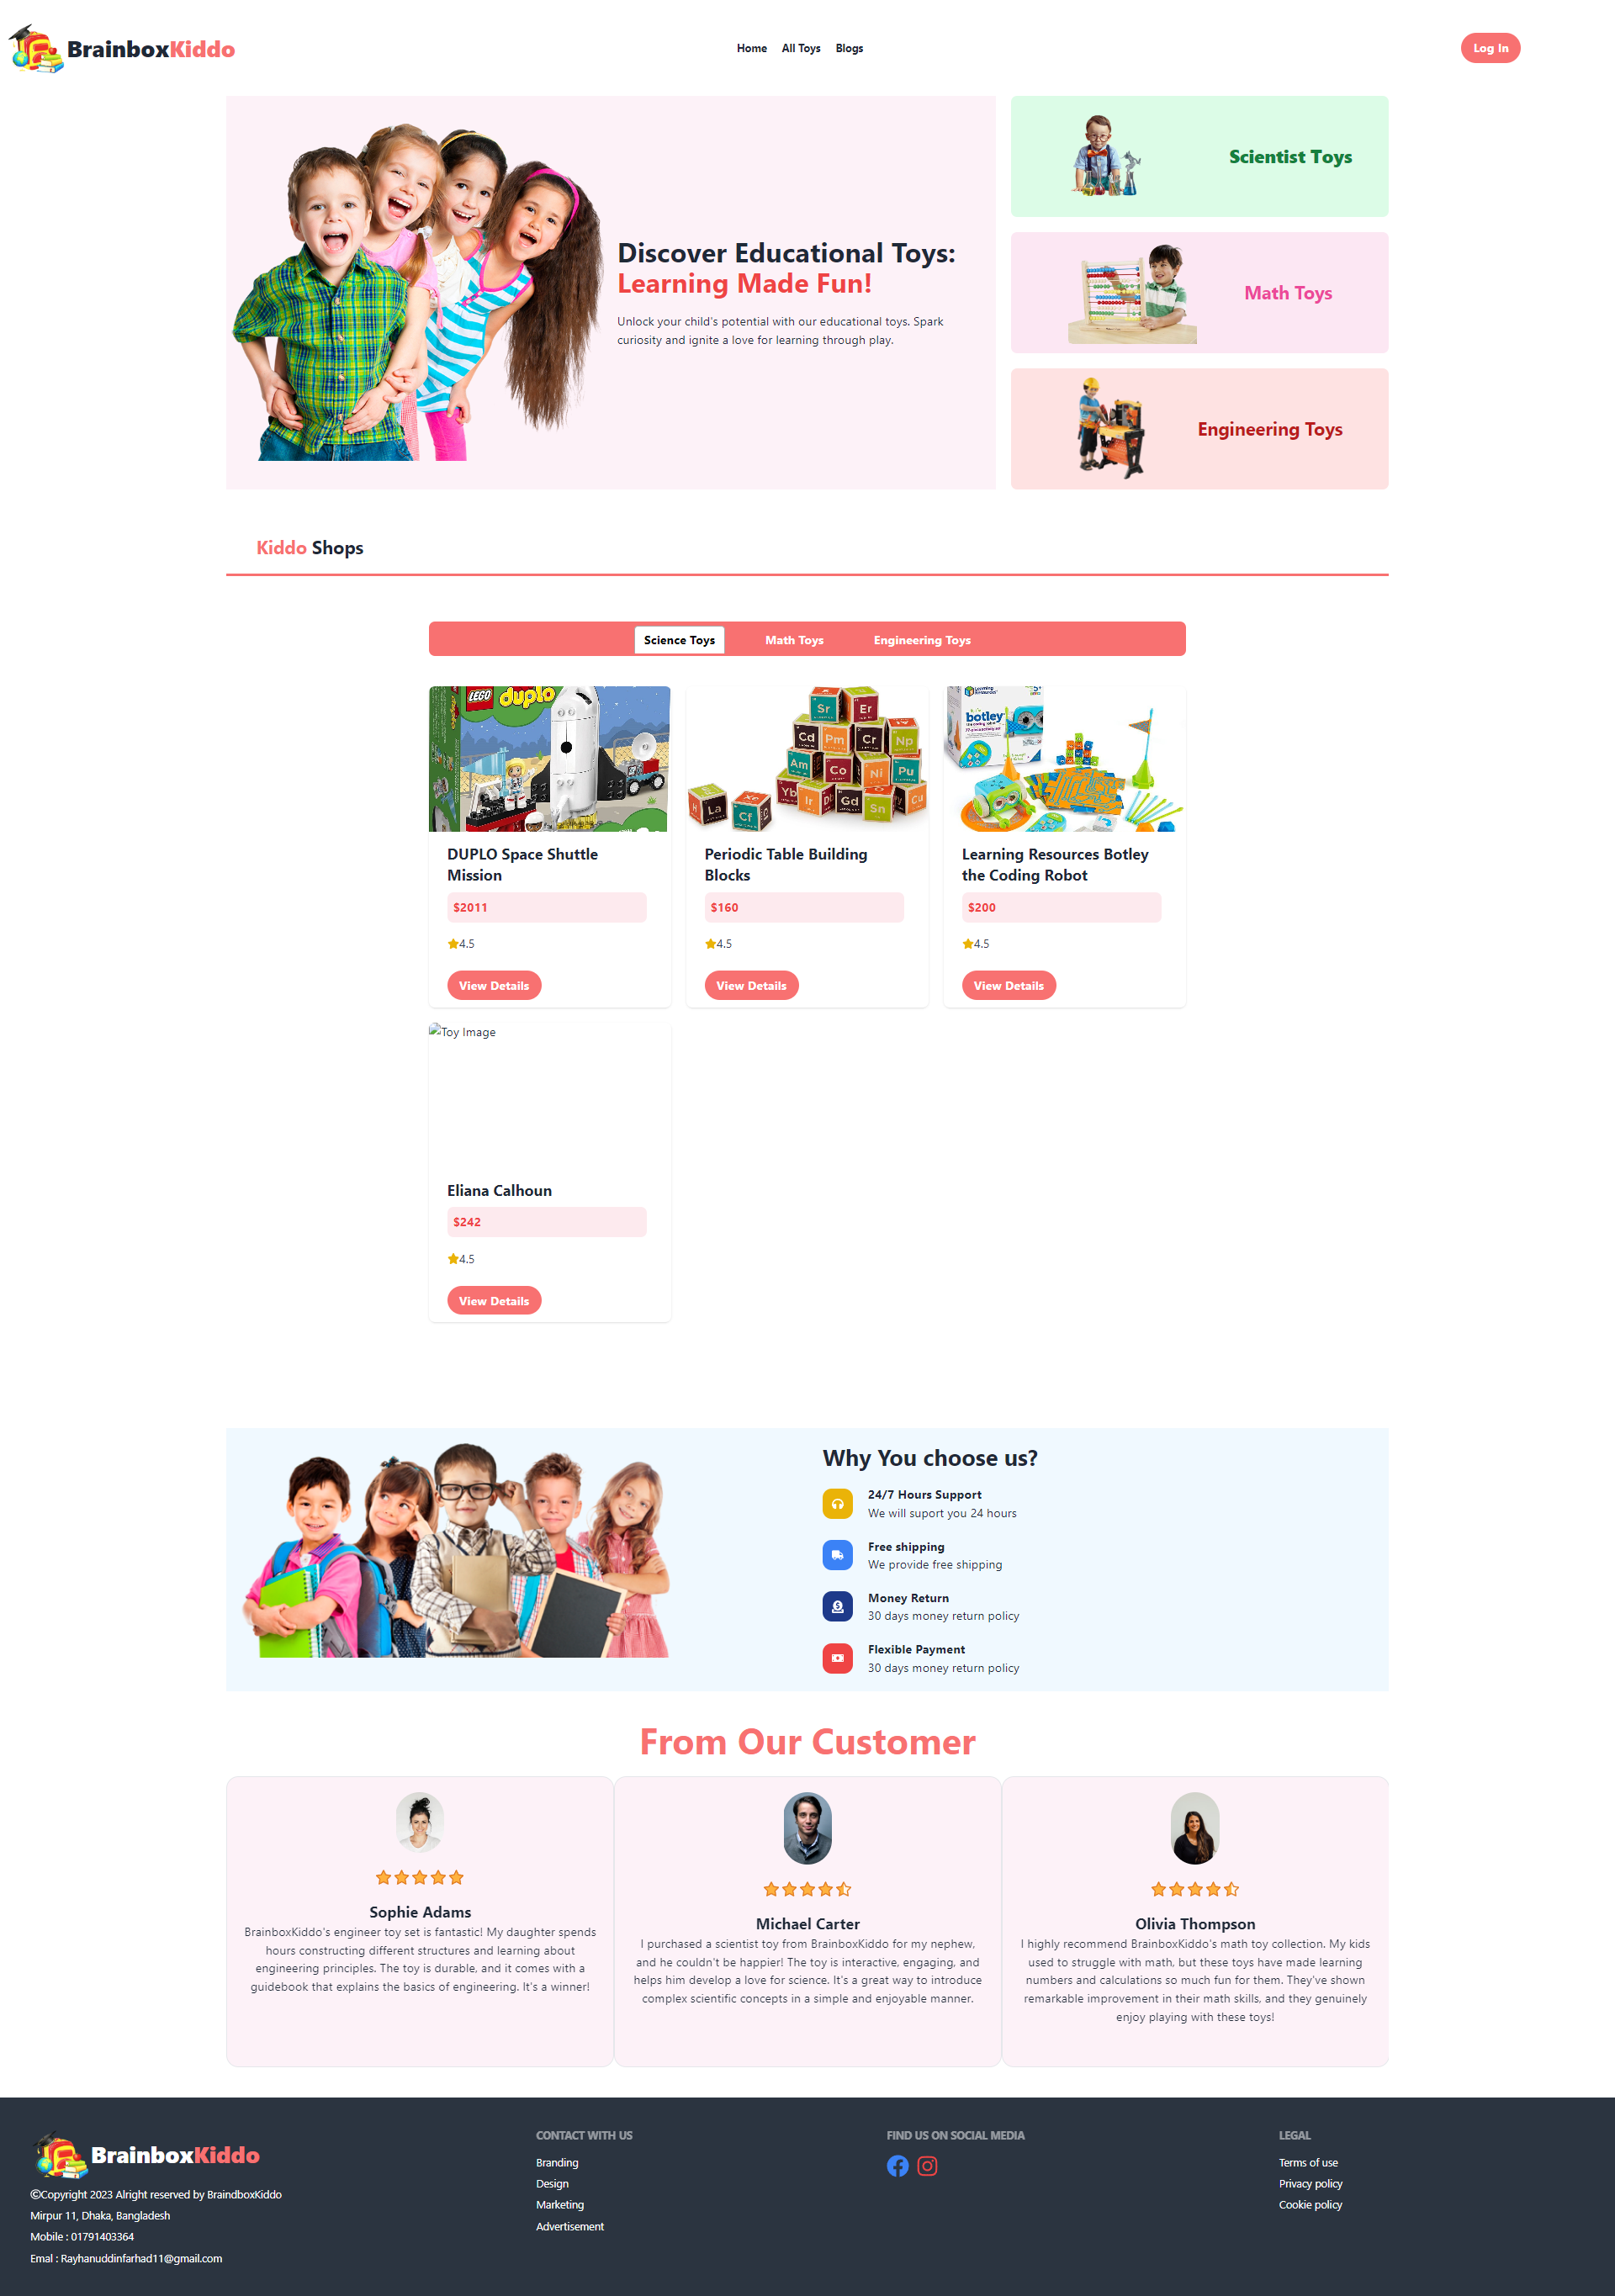 BrainboxKiddo
Home
All Toys
Blogs
Log In
Discover Educational Toys:
Learning Made Fun!
Unlock your child's potential with our educational toys. Spark
curiosity and ignite a love for learning through play.
Scientist Toys
Math Toys
Engineering Toys
Kiddo Shops
Science Toys
Math Toys
Engineering Toys
LEGO duplo
Sr
Er
Cd
Pm
Cr
Np
Am
Co
Ni
Pu
Yb
Ir
Gd
Sn
Cu
La
Cf
Learning
Resources
botley
DUPLO Space Shuttle
Mission
$2011
4.5
View Details
Periodic Table Building
Blocks
$160
4.5
View Details
Learning Resources Botley
the Coding Robot
$200
4.5
View Details
Toy Image
Eliana Calhoun
$242
4.5
View Details
Why You choose us?
24/7 Hours Support
We will suport you 24 hours
Free shipping
We provide free shipping
Money Return
30 days money return policy
Flexible Payment
30 days money return policy
From Our Customer
Sophie Adams
BrainboxKiddo's engineer toy set is fantastic! My daughter spends
hours constructing different structures and learning about
engineering principles. The toy is durable, and it comes with a
guidebook that explains the basics of engineering. It's a winner!
Michael Carter
I purchased a scientist toy from BrainboxKiddo for my nephew,
and he couldn't be happier! The toy is interactive, engaging, and
helps him develop a love for science. It's a great way to introduce
complex scientific concepts in a simple and enjoyable manner.
Olivia Thompson
I highly recommend BrainboxKiddo's math toy collection. My kids
used to struggle with math, but these toys have made learning
numbers and calculations so much fun for them. They've shown
remarkable improvement in their math skills, and they genuinely
enjoy playing with these toys!
BrainboxKiddo
©Copyright 2023 Alright reserved by BraindboxKiddo
Mirpur 11, Dhaka, Bangladesh
Mobile : 01791403364
Emal : Rayhanuddinfarhad11@gmail.com
CONTACT WITH US
Branding
Design
Marketing
Advertisement
FIND US ON SOCIAL MEDIA
LEGAL
Terms of use
Privacy policy
Cookie policy